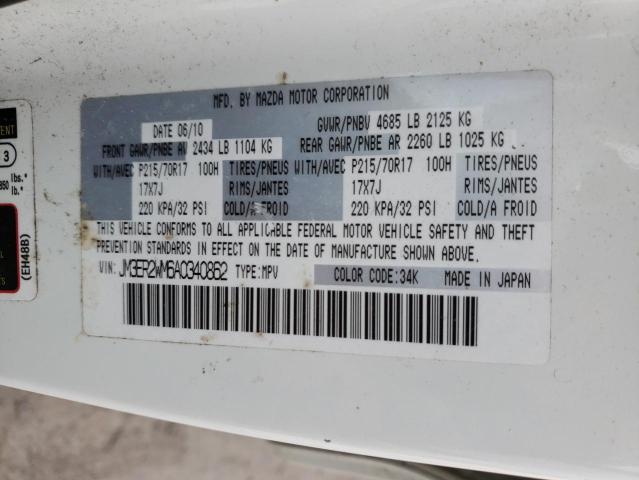 MFD. BY MAZDA MOTOR CORPORATION
DATE 06/10 GVWR/PNBV 4685 LB 2125 KG
FRONT GAWR/PNBE AV 2434 LB 1104 KG REAR GAWR/PNBE AR 2260 LB 1025 KG
WITH/AVEC P215/70R17 100H TIRES/PNEUS WITH/AVEC P215/70R17 100H TIRES/PNEUS
17X7J RIMS/JANTES 17X7J RIMS/JANTES
220 KPA/32 PSI COLD/A FROID 220 KPA/32 PSI COLD/A FROID
THIS VEHICLE CONFORMS TO ALL APPLICABLE FEDERAL MOTOR VEHICLE SAFETY AND THEFT
PREVENTION STANDARDS IN EFFECT ON THE DATE OF MANUFACTURE SHOWN ABOVE.
VIN: JM3ER2WM6A0340852 TYPE:MPV COLOR CODE:34K MADE IN JAPAN
3
850 lbs.*
lb.*
(EH48B)